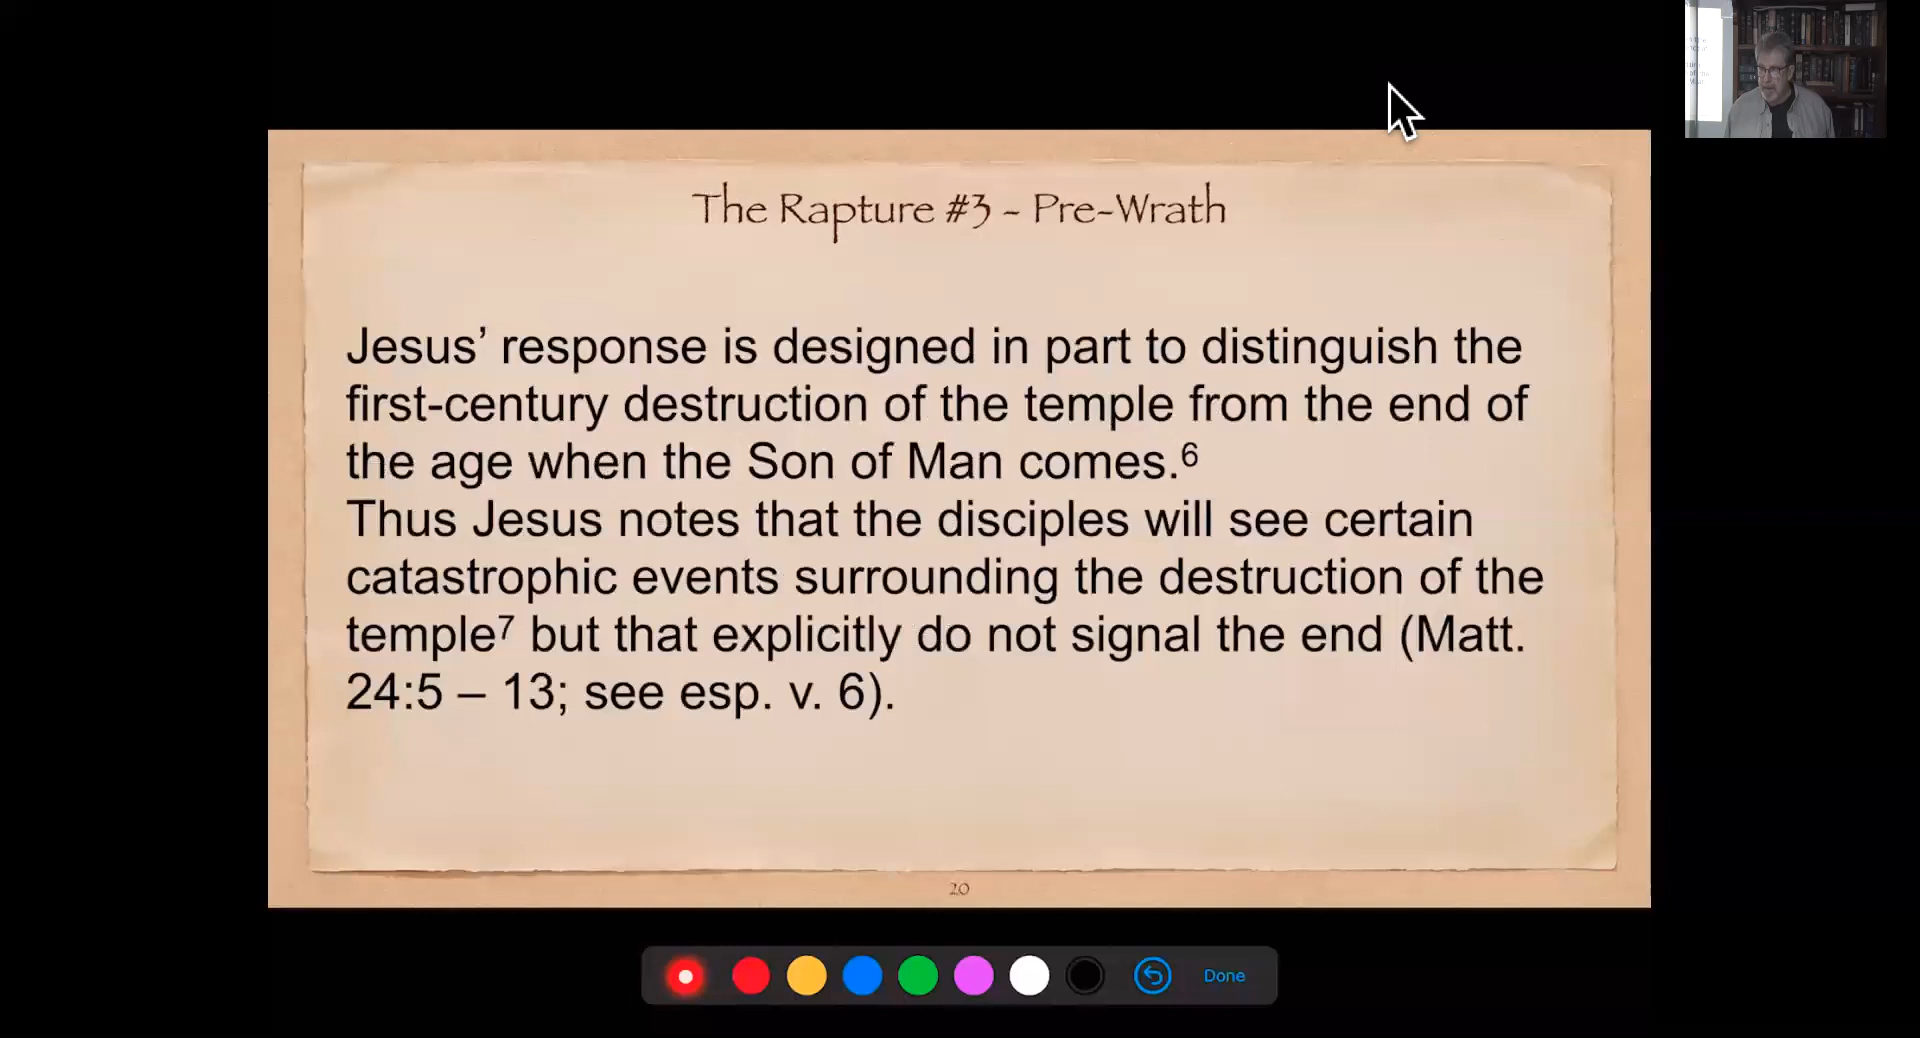 The Rapture #3 - Pre-Wrath
Jesus’ response is designed in part to distinguish the
first-century destruction of the temple from the end of
the age when the Son of Man comes.⁶
Thus Jesus notes that the disciples will see certain
catastrophic events surrounding the destruction of the
temple⁷ but that explicitly do not signal the end (Matt.
24:5 – 13; see esp. v. 6).
20
Done